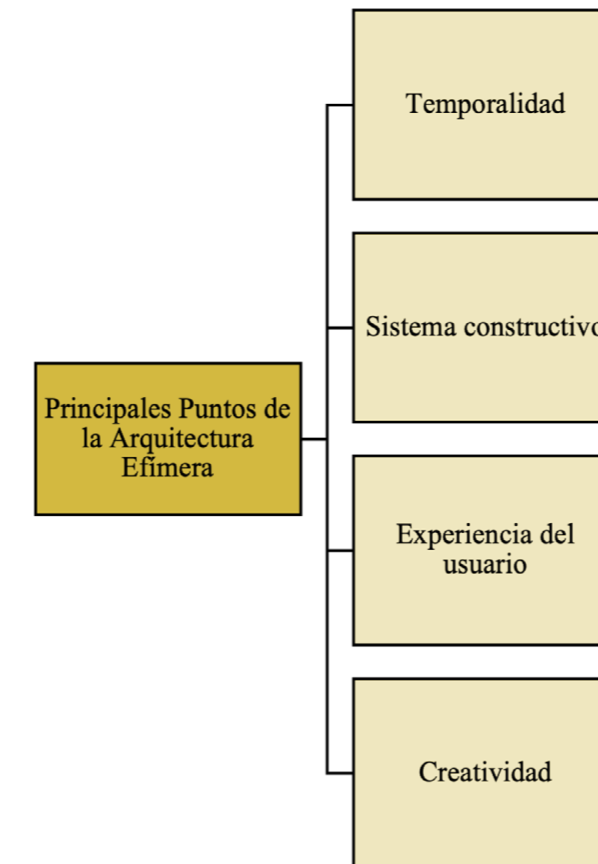 Temporalidad
Sistema constructivo
Principales Puntos de
la Arquitectura
Efímera
Experiencia del
usuario
Creatividad